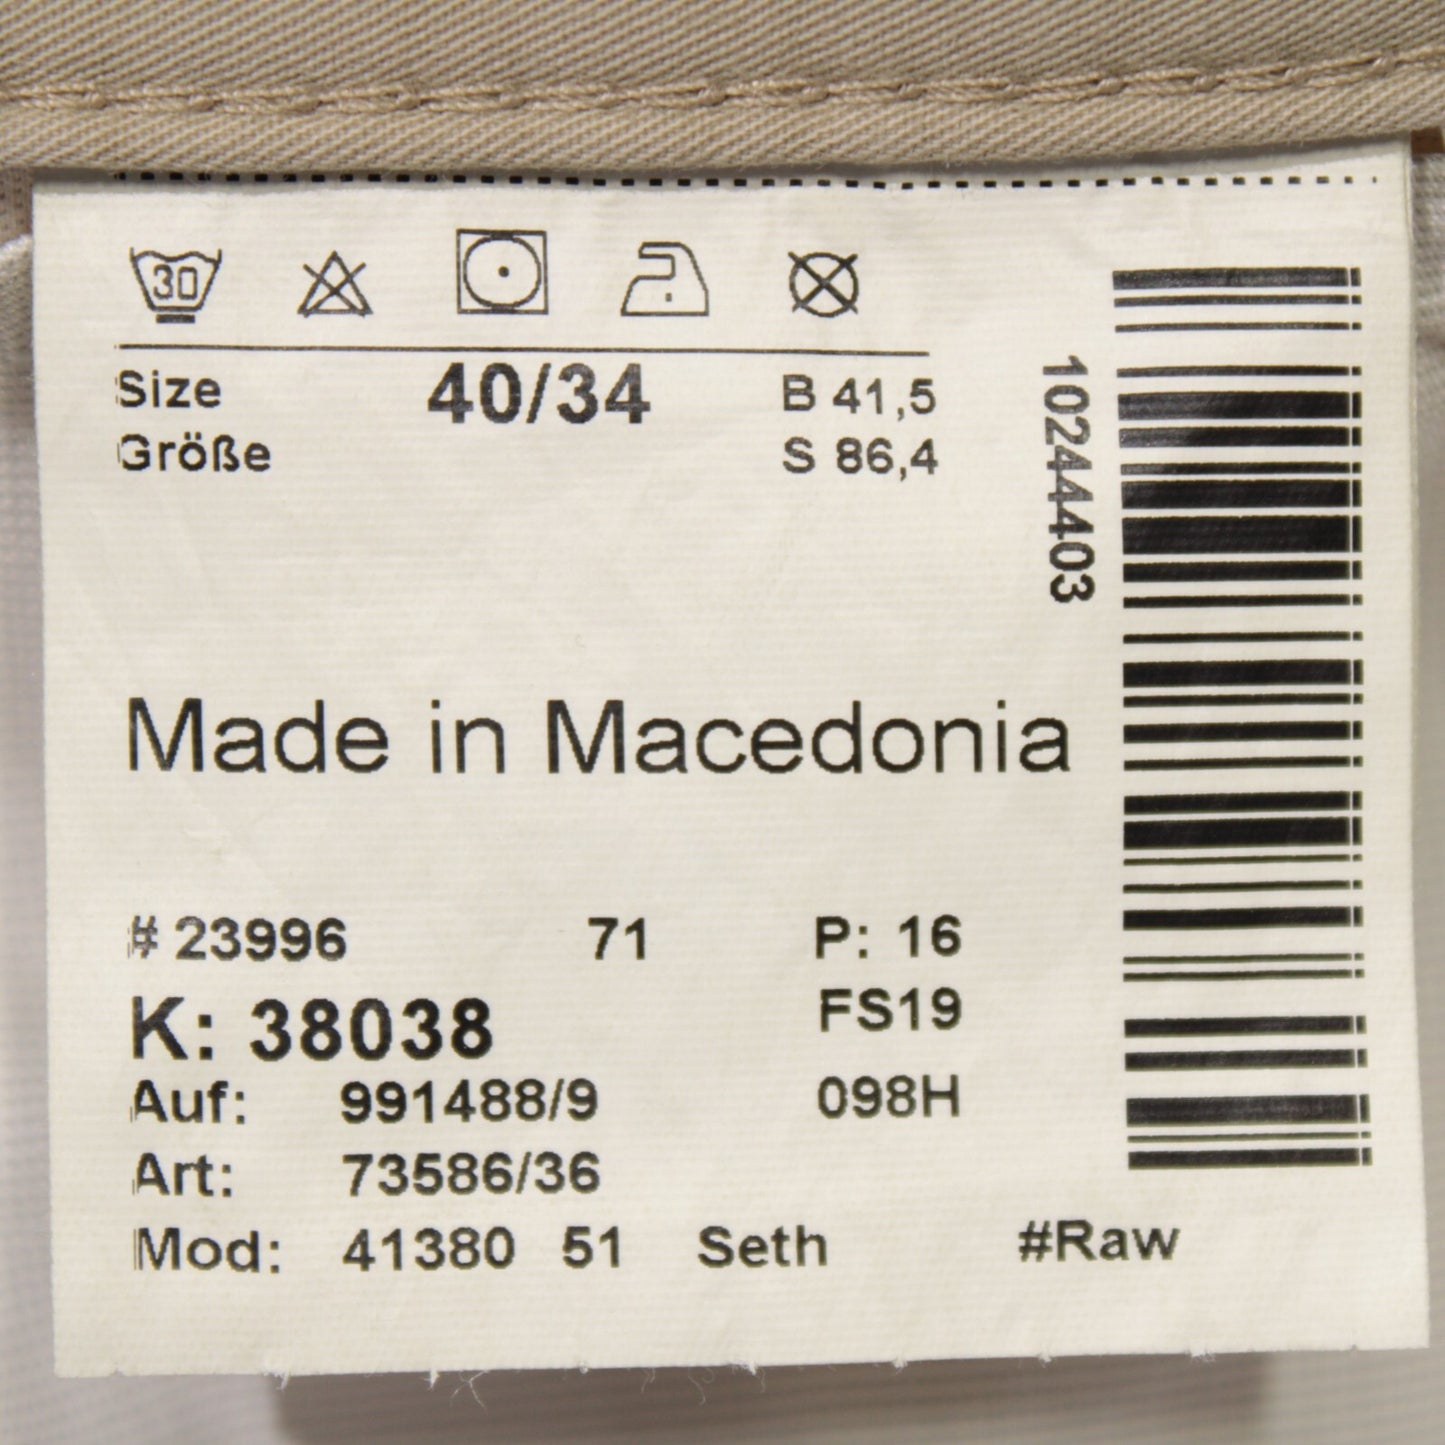 30
Size 40/34 B 41,5
Größe S 86,4
10244403
Made in Macedonia
# 23996 71 P: 16
K: 38038 FS19
Auf: 991488/9 098H
Art: 73586/36
Mod: 41380 51 Seth #Raw